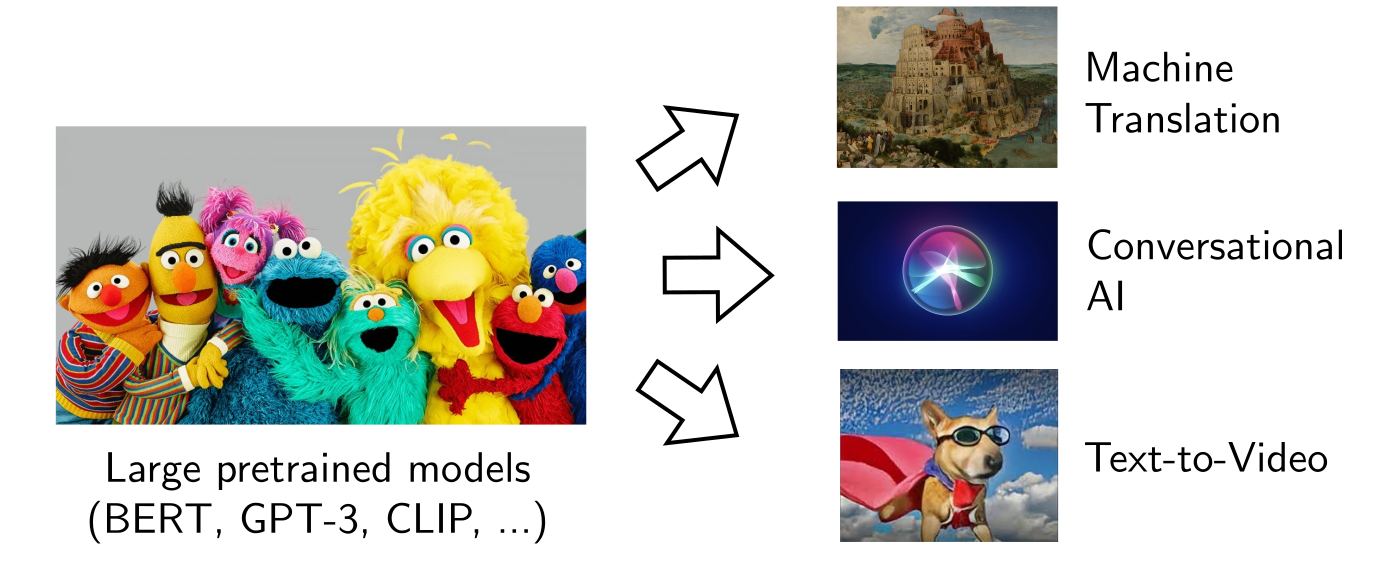 Machine
Translation
Conversational
AI
Text-to-Video
Large pretrained models
(BERT, GPT-3, CLIP, ...)